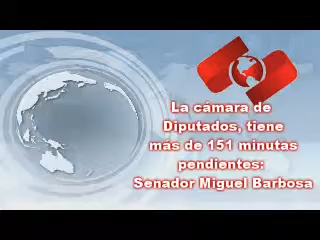 La cámara de
Diputados, tiene
más de 151 minutas
pendientes:
Senador Miguel Barbosa